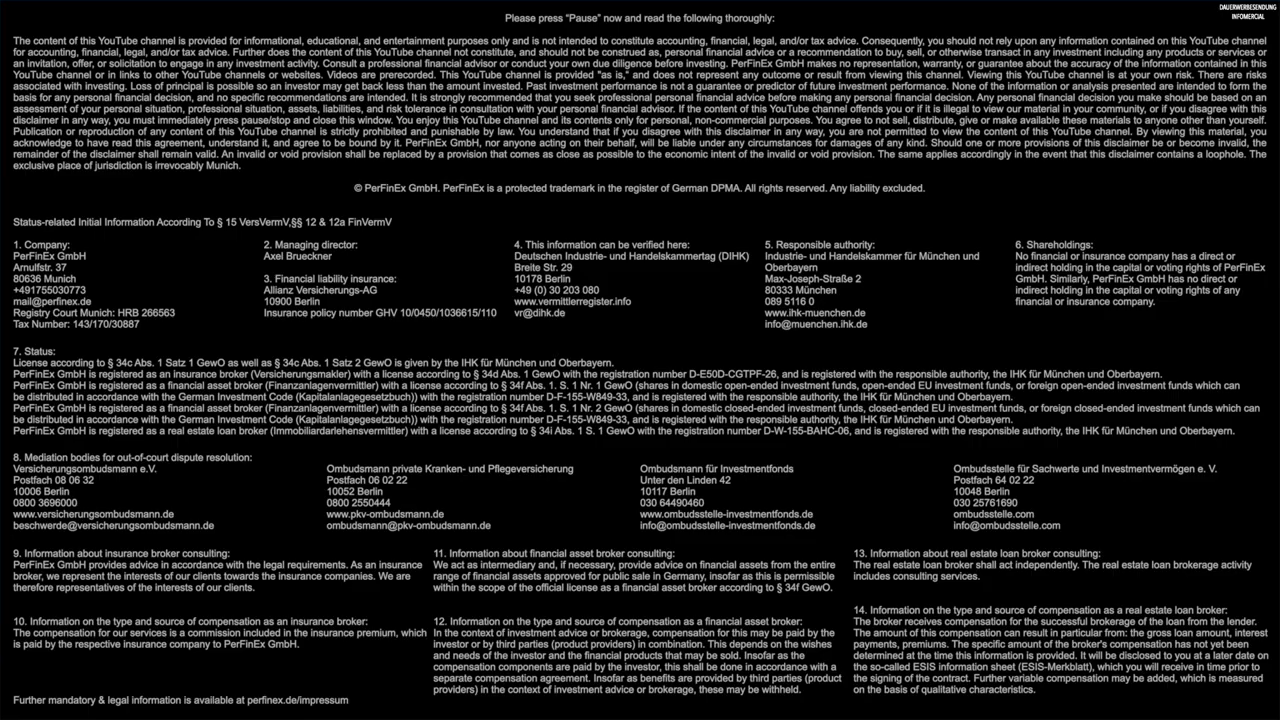 DAUERWERBESENDUNG
INFOMERCIAL
Please press “Pause” now and read the following thoroughly:
The content of this YouTube channel is provided for informational, educational, and entertainment purposes only and is not intended to constitute accounting, financial, legal, and/or tax advice. Consequently, you should not rely upon any information contained on this YouTube channel
for accounting, financial, legal, and/or tax advice. Further does the content of this YouTube channel not constitute, and should not be construed as, personal financial advice or a recommendation to buy, sell, or otherwise transact in any investment including any products or services or
an invitation, offer, or solicitation to engage in any investment activity. Consult a professional financial advisor or conduct your own due diligence before investing. PerFinEx GmbH makes no representation, warranty, or guarantee about the accuracy of the information contained in this
YouTube channel or in links to other YouTube channels or websites. Videos are prerecorded. This YouTube channel is provided "as is," and does not represent any outcome or result from viewing this channel. Viewing this YouTube channel is at your own risk. There are risks
associated with investing. Loss of principal is possible so an investor may get back less than the amount invested. Past investment performance is not a guarantee or predictor of future investment performance. None of the information or analysis presented are intended to form the
basis for any personal financial decision, and no specific recommendations are intended. It is strongly recommended that you seek professional personal financial advice before making any personal financial decision. Any personal financial decision you make should be based on an
assessment of your personal situation, professional situation, assets, liabilities, and risk tolerance in consultation with your personal financial advisor. If the content of this YouTube channel offends you or if it is illegal to view our material in your community, or if you disagree with this
disclaimer in any way, you must immediately press pause/stop and close this window. You enjoy this YouTube channel and its contents only for personal, non-commercial purposes. You agree to not sell, distribute, give or make available these materials to anyone other than yourself.
Publication or reproduction of any content of this YouTube channel is strictly prohibited and punishable by law. You understand that if you disagree with this disclaimer in any way, you are not permitted to view the content of this YouTube channel. By viewing this material, you
acknowledge to have read this agreement, understand it, and agree to be bound by it. PerFinEx GmbH, nor anyone acting on their behalf, will be liable under any circumstances for damages of any kind. Should one or more provisions of this disclaimer be or become invalid, the
remainder of the disclaimer shall remain valid. An invalid or void provision shall be replaced by a provision that comes as close as possible to the economic intent of the invalid or void provision. The same applies accordingly in the event that this disclaimer contains a loophole. The
exclusive place of jurisdiction is irrevocably Munich.
© PerFinEx GmbH. PerFinEx is a protected trademark in the register of German DPMA. All rights reserved. Any liability excluded.
Status-related Initial Information According To § 15 VersVermV,§§ 12 & 12a FinVermV
1. Company:
PerFinEx GmbH
Arnulfstr. 37
80636 Munich
+491755030773
mail@perfinex.de
Registry Court Munich: HRB 266563
Tax Number: 143/170/30887
2. Managing director:
Axel Brueckner
3. Financial liability insurance:
Allianz Versicherungs-AG
10900 Berlin
Insurance policy number GHV 10/0450/1036615/110
4. This information can be verified here:
Deutschen Industrie- und Handelskammertag (DIHK)
Breite Str. 29
10178 Berlin
+49 (0) 30 203 080
www.vermittlerregister.info
vr@dihk.de
5. Responsible authority:
Industrie- und Handelskammer für München und
Oberbayern
Max-Joseph-Straße 2
80333 München
089 5116 0
www.ihk-muenchen.de
info@muenchen.ihk.de
6. Shareholdings:
No financial or insurance company has a direct or
indirect holding in the capital or voting rights of PerFinEx
GmbH. Similarly, PerFinEx GmbH has no direct or
indirect holding in the capital or voting rights of any
financial or insurance company.
7. Status:
License according to § 34c Abs. 1 Satz 1 GewO as well as § 34c Abs. 1 Satz 2 GewO is given by the IHK für München und Oberbayern.
PerFinEx GmbH is registered as an insurance broker (Versicherungsmakler) with a license according to § 34d Abs. 1 GewO with the registration number D-E50D-CGTPF-26, and is registered with the responsible authority, the IHK für München und Oberbayern.
PerFinEx GmbH is registered as a financial asset broker (Finanzanlagenvermittler) with a license according to § 34f Abs. 1. S. 1 Nr. 1 GewO (shares in domestic open-ended investment funds, open-ended EU investment funds, or foreign open-ended investment funds which can
be distributed in accordance with the German Investment Code (Kapitalanlagegesetzbuch)) with the registration number D-F-155-W849-33, and is registered with the responsible authority, the IHK für München und Oberbayern.
PerFinEx GmbH is registered as a financial asset broker (Finanzanlagenvermittler) with a license according to § 34f Abs. 1. S. 1 Nr. 2 GewO (shares in domestic closed-ended investment funds, closed-ended EU investment funds, or foreign closed-ended investment funds which can
be distributed in accordance with the German Investment Code (Kapitalanlagegesetzbuch)) with the registration number D-F-155-W849-33, and is registered with the responsible authority, the IHK für München und Oberbayern.
PerFinEx GmbH is registered as a real estate loan broker (Immobiliardarlehensvermittler) with a license according to § 34i Abs. 1 S. 1 GewO with the registration number D-W-155-BAHC-06, and is registered with the responsible authority, the IHK für München und Oberbayern.
8. Mediation bodies for out-of-court dispute resolution:
Versicherungsombudsmann e.V.
Postfach 08 06 32
10006 Berlin
0800 3696000
www.versicherungsombudsmann.de
beschwerde@versicherungsombudsmann.de
Ombudsmann private Kranken- und Pflegeversicherung
Postfach 06 02 22
10052 Berlin
0800 2550444
www.pkv-ombudsmann.de
ombudsmann@pkv-ombudsmann.de
Ombudsmann für Investmentfonds
Unter den Linden 42
10117 Berlin
030 64490460
www.ombudsstelle-investmentfonds.de
info@ombudsstelle-investmentfonds.de
Ombudsstelle für Sachwerte und Investmentvermögen e. V.
Postfach 64 02 22
10048 Berlin
030 25761690
ombudsstelle.com
info@ombudsstelle.com
9. Information about insurance broker consulting:
PerFinEx GmbH provides advice in accordance with the legal requirements. As an insurance
broker, we represent the interests of our clients towards the insurance companies. We are
therefore representatives of the interests of our clients.
10. Information on the type and source of compensation as an insurance broker:
The compensation for our services is a commission included in the insurance premium, which
is paid by the respective insurance company to PerFinEx GmbH.
11. Information about financial asset broker consulting:
We act as intermediary and, if necessary, provide advice on financial assets from the entire
range of financial assets approved for public sale in Germany, insofar as this is permissible
within the scope of the official license as a financial asset broker according to § 34f GewO.
12. Information on the type and source of compensation as a financial asset broker:
In the context of investment advice or brokerage, compensation for this may be paid by the
investor or by third parties (product providers) in combination. This depends on the wishes
and needs of the investor and the financial products that may be sold. Insofar as the
compensation components are paid by the investor, this shall be done in accordance with a
separate compensation agreement. Insofar as benefits are provided by third parties (product
providers) in the context of investment advice or brokerage, these may be withheld.
13. Information about real estate loan broker consulting:
The real estate loan broker shall act independently. The real estate loan brokerage activity
includes consulting services.
14. Information on the type and source of compensation as a real estate loan broker:
The broker receives compensation for the successful brokerage of the loan from the lender.
The amount of this compensation can result in particular from: the gross loan amount, interest
payments, premiums. The specific amount of the broker's compensation has not yet been
determined at the time this information is provided. It will be disclosed to you at a later date on
the so-called ESIS information sheet (ESIS-Merkblatt), which you will receive in time prior to
the signing of the contract. Further variable compensation may be added, which is measured
on the basis of qualitative characteristics.
Further mandatory & legal information is available at perfinex.de/impressum